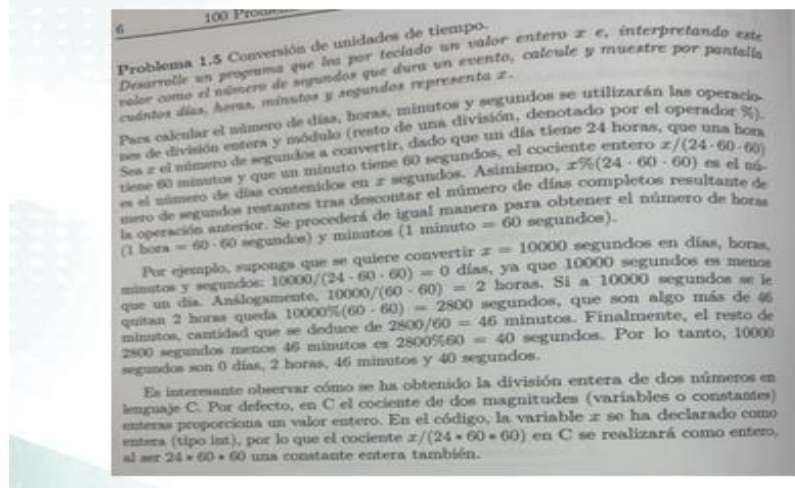 6 100
Problema 1.5 Conversión de unidades de tiempo.
Desarrolle un programa que lea por teclado un valor entero x e, interpretando este
valor como el número de segundos que dura un evento, calcule y muestre por pantalla
cuántos días, horas, minutos y segundos representa x.
Para calcular el número de días, horas, minutos y segundos se utilizarán las operacio-
nes de división entera y módulo (resto de una división, denotado por el operador %).
Sea x el número de segundos a convertir, dado que un día tiene 24 horas, que una hora
tiene 60 minutos y que un minuto tiene 60 segundos, el cociente entero x/(24 · 60 · 60)
es el número de días contenidos en x segundos. Asimismo, x%(24 · 60 · 60) es el nú-
mero de segundos restantes tras descontar el número de días completos resultante de
la operación anterior. Se procederá de igual manera para obtener el número de horas
(1 hora = 60 · 60 segundos) y minutos (1 minuto = 60 segundos).
Por ejemplo, suponga que se quiere convertir x = 10000 segundos en días, horas,
minutos y segundos: 10000/(24 · 60 · 60) = 0 días, ya que 10000 segundos es menos
que un día. Análogamente, 10000/(60 · 60) = 2 horas. Si a 10000 segundos se le
quitan 2 horas queda 10000%(60 · 60) = 2800 segundos, que son algo más de 46
minutos, cantidad que se deduce de 2800/60 = 46 minutos. Finalmente, el resto de
2800 segundos menos 46 minutos es 2800%60 = 40 segundos. Por lo tanto, 10000
segundos son 0 días, 2 horas, 46 minutos y 40 segundos.
Es interesante observar cómo se ha obtenido la división entera de dos números en
lenguaje C. Por defecto, en C el cociente de dos magnitudes (variables o constantes)
enteras proporciona un valor entero. En el código, la variable x se ha declarado como
entera (tipo int), por lo que el cociente x/(24 * 60 * 60) en C se realizará como entero,
al ser 24 * 60 * 60 una constante entera también.